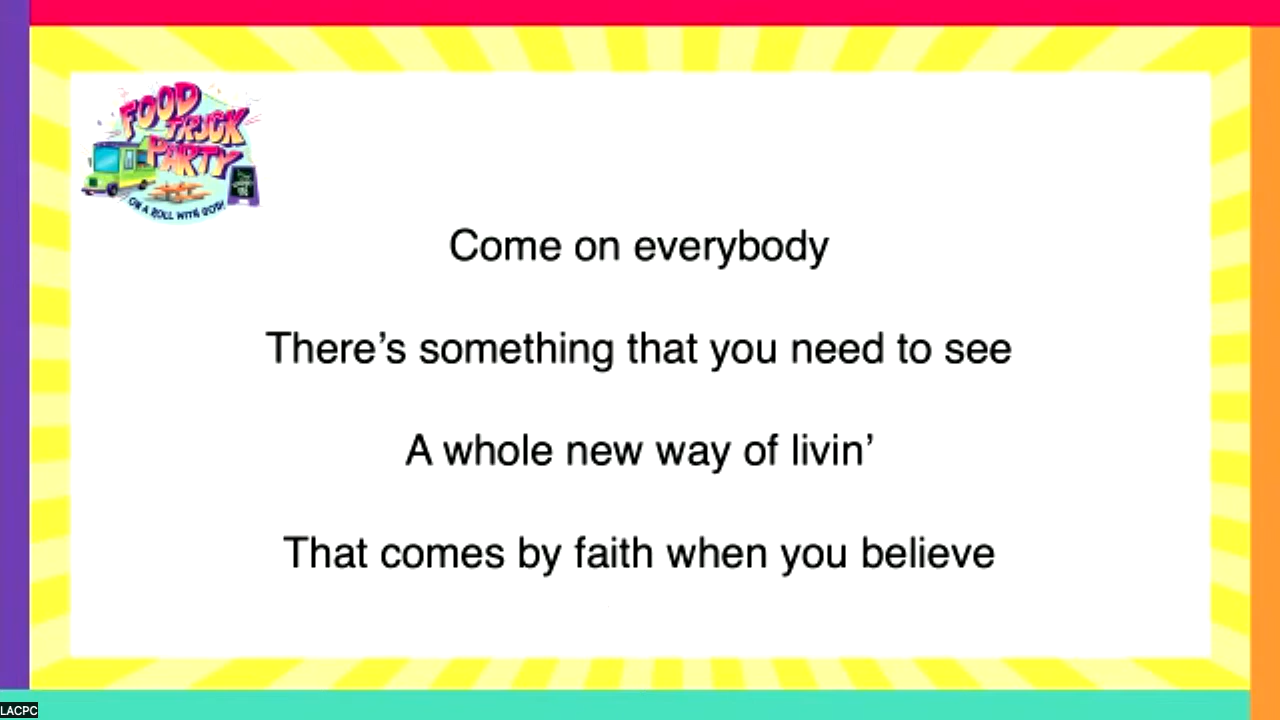 FOOD
TRUCK
PARTY
ON A ROLL WITH GOD!
Come on everybody
There’s something that you need to see
A whole new way of livin’
That comes by faith when you believe
LACPC